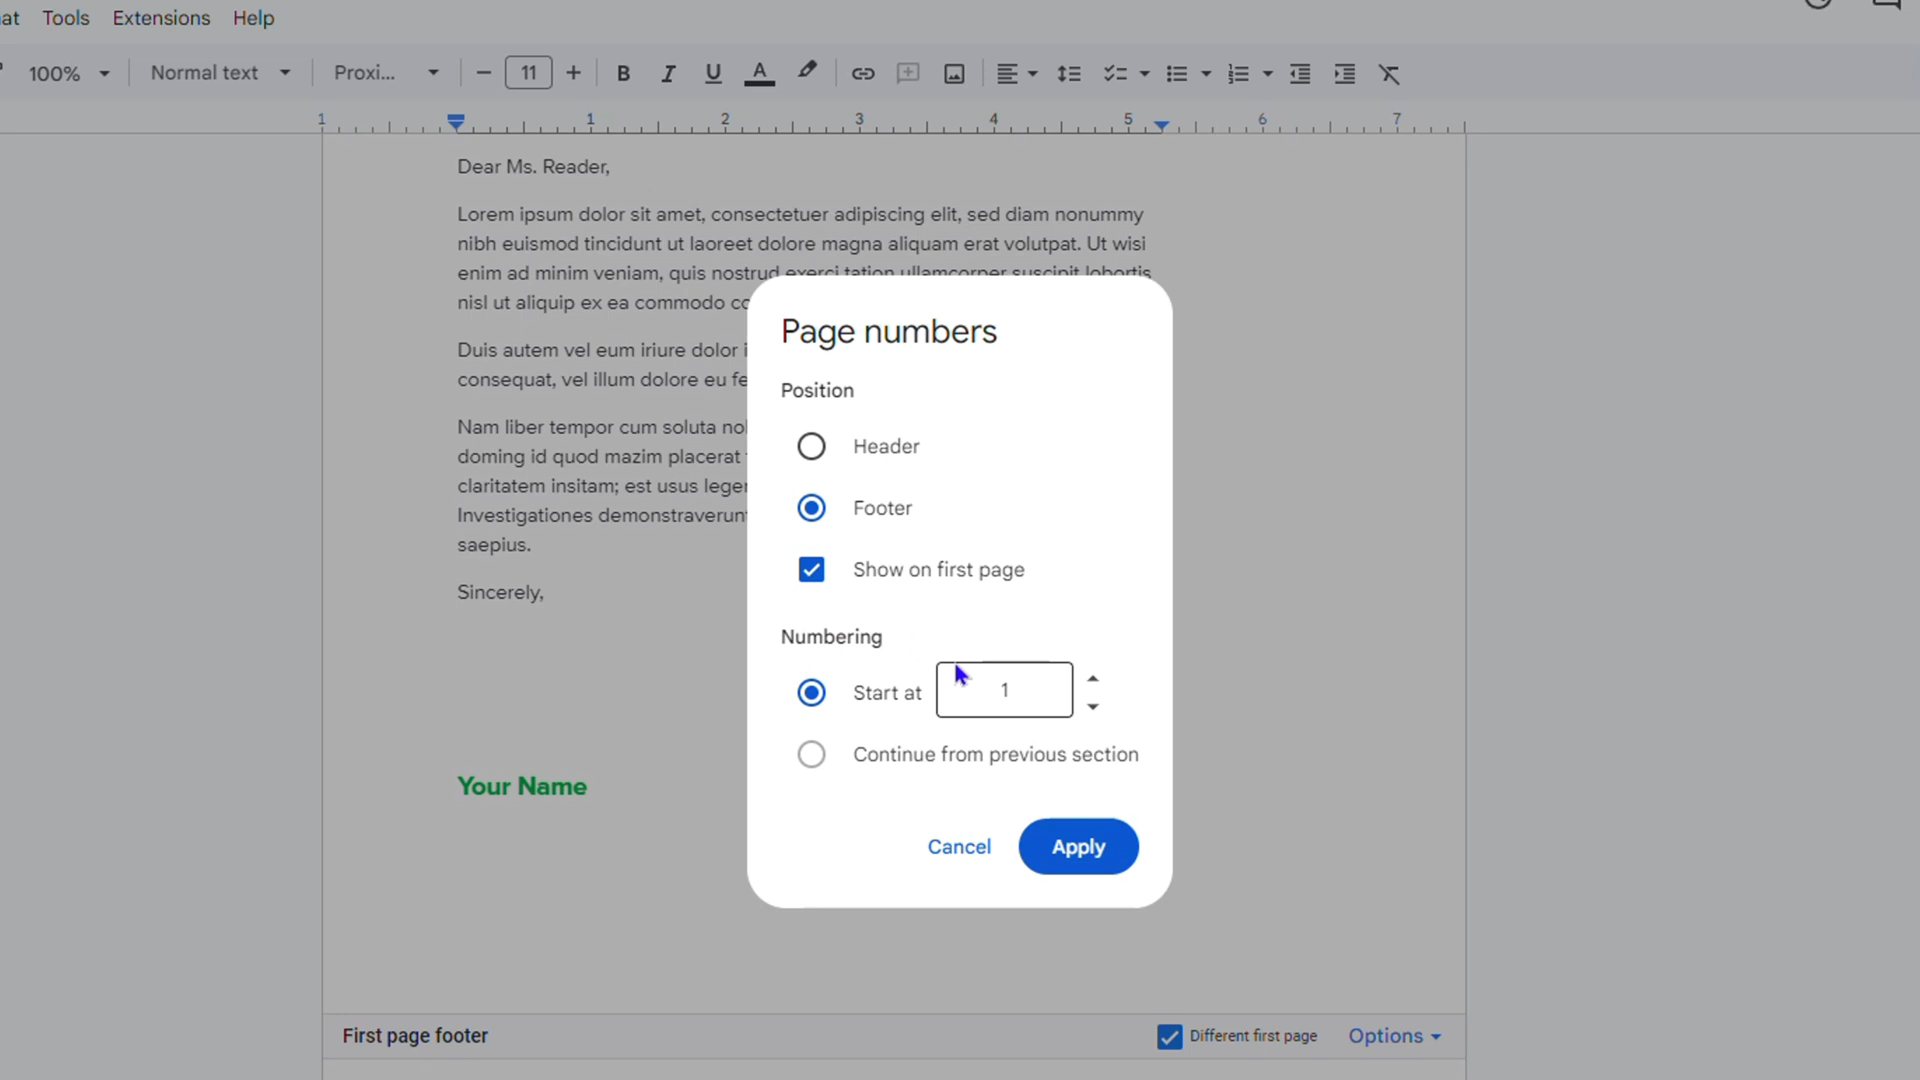 at Tools Extensions Help
100% Normal text Proxi... 11 B I U A
1 1 2 3 4 5 6 7
Dear Ms. Reader,
Lorem ipsum dolor sit amet, consectetuer adipiscing elit, sed diam nonummy
nibh euismod tincidunt ut laoreet dolore magna aliquam erat volutpat. Ut wisi
enim ad minim veniam, quis nostrud exerci tation ullamcorper suscipit lobortis
nisl ut aliquip ex ea commodo co
Duis autem vel eum iriure dolor i
consequat, vel illum dolore eu fe
Nam liber tempor cum soluta nol
doming id quod mazim placerat
claritatem insitam; est usus leger
Investigationes demonstraverunt
saepius.
Sincerely,
Your Name
Page numbers
Position
Header
Footer
Show on first page
Numbering
Start at 1
Continue from previous section
Cancel Apply
First page footer Different first page Options